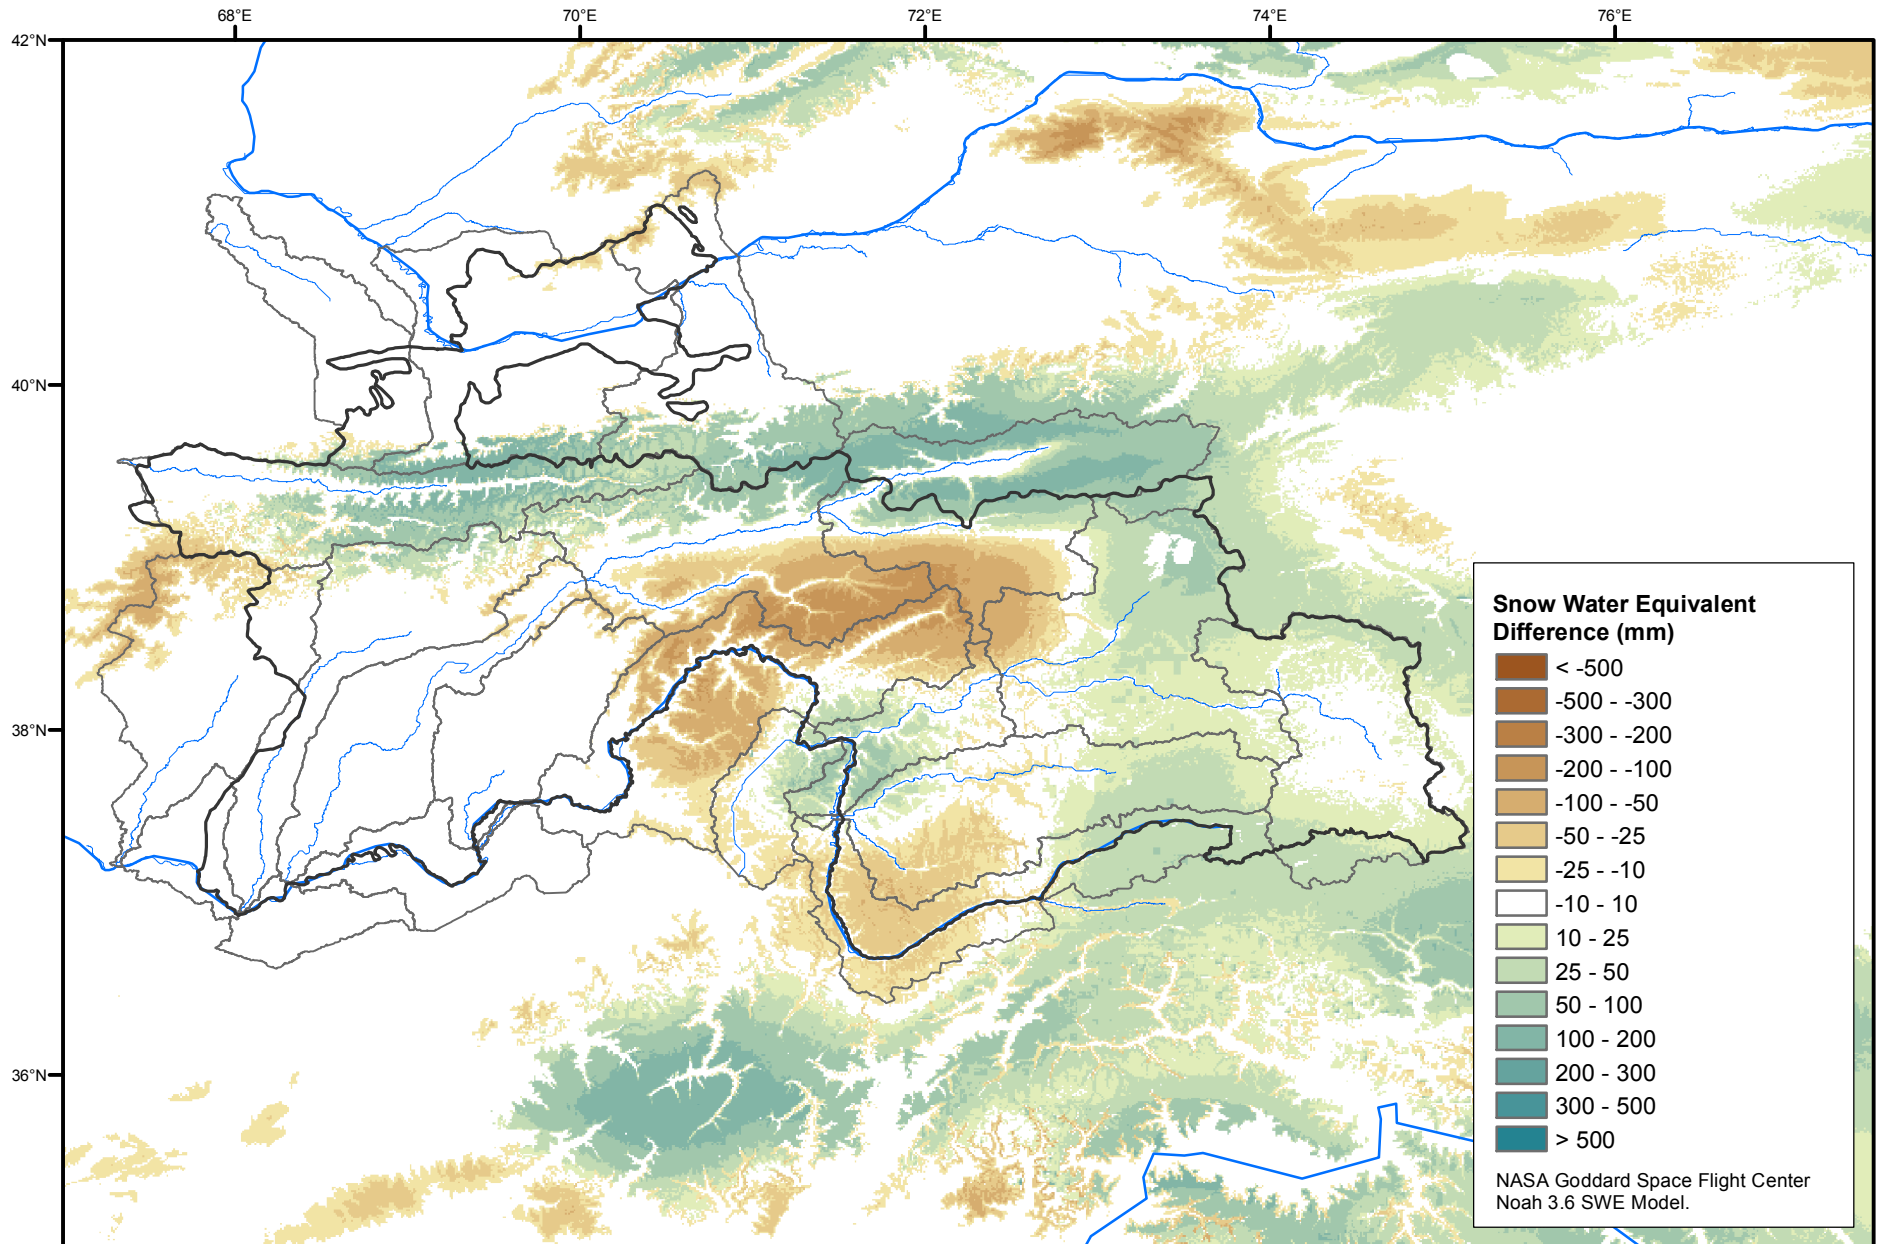 68°E
70°E
72°E
74°E
76°E
42°N
40°N
38°N
36°N
Snow Water Equivalent
Difference (mm)
< -500
-500 - -300
-300 - -200
-200 - -100
-100 - -50
-50 - -25
-25 - -10
-10 - 10
10 - 25
25 - 50
50 - 100
100 - 200
200 - 300
300 - 500
> 500
NASA Goddard Space Flight Center
Noah 3.6 SWE Model.